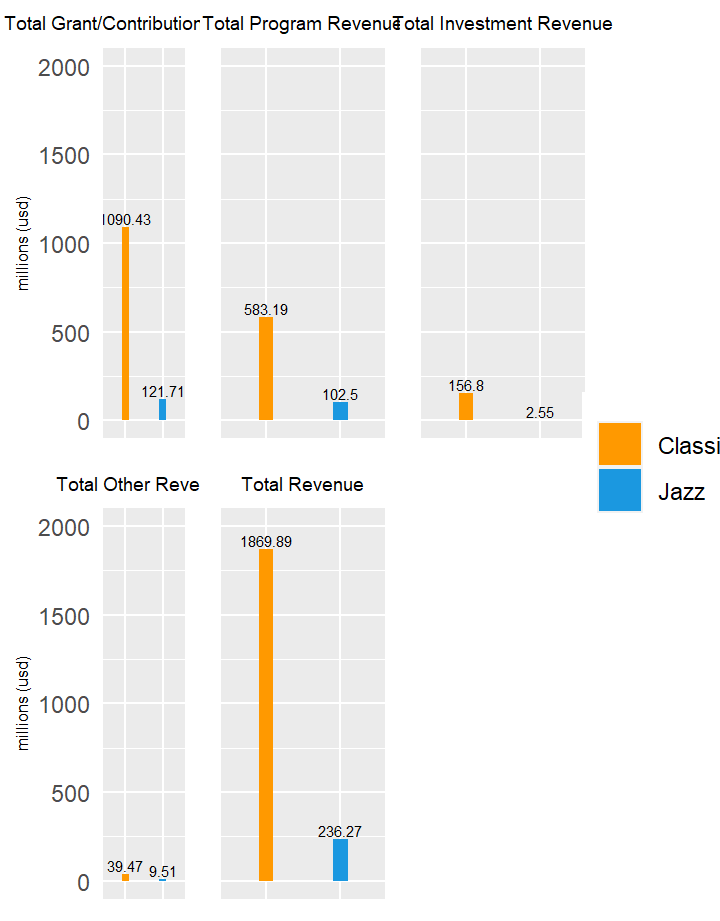 Total Grant/Contribution Total Program Revenue Total Investment Revenue
2000
1500
1000
500
0
millions (usd)
1090.43
121.71
583.19
102.5
156.8
2.55
Classi
Jazz
Total Other Reve
Total Revenue
2000
1500
1000
500
0
millions (usd)
39.47
9.51
1869.89
236.27